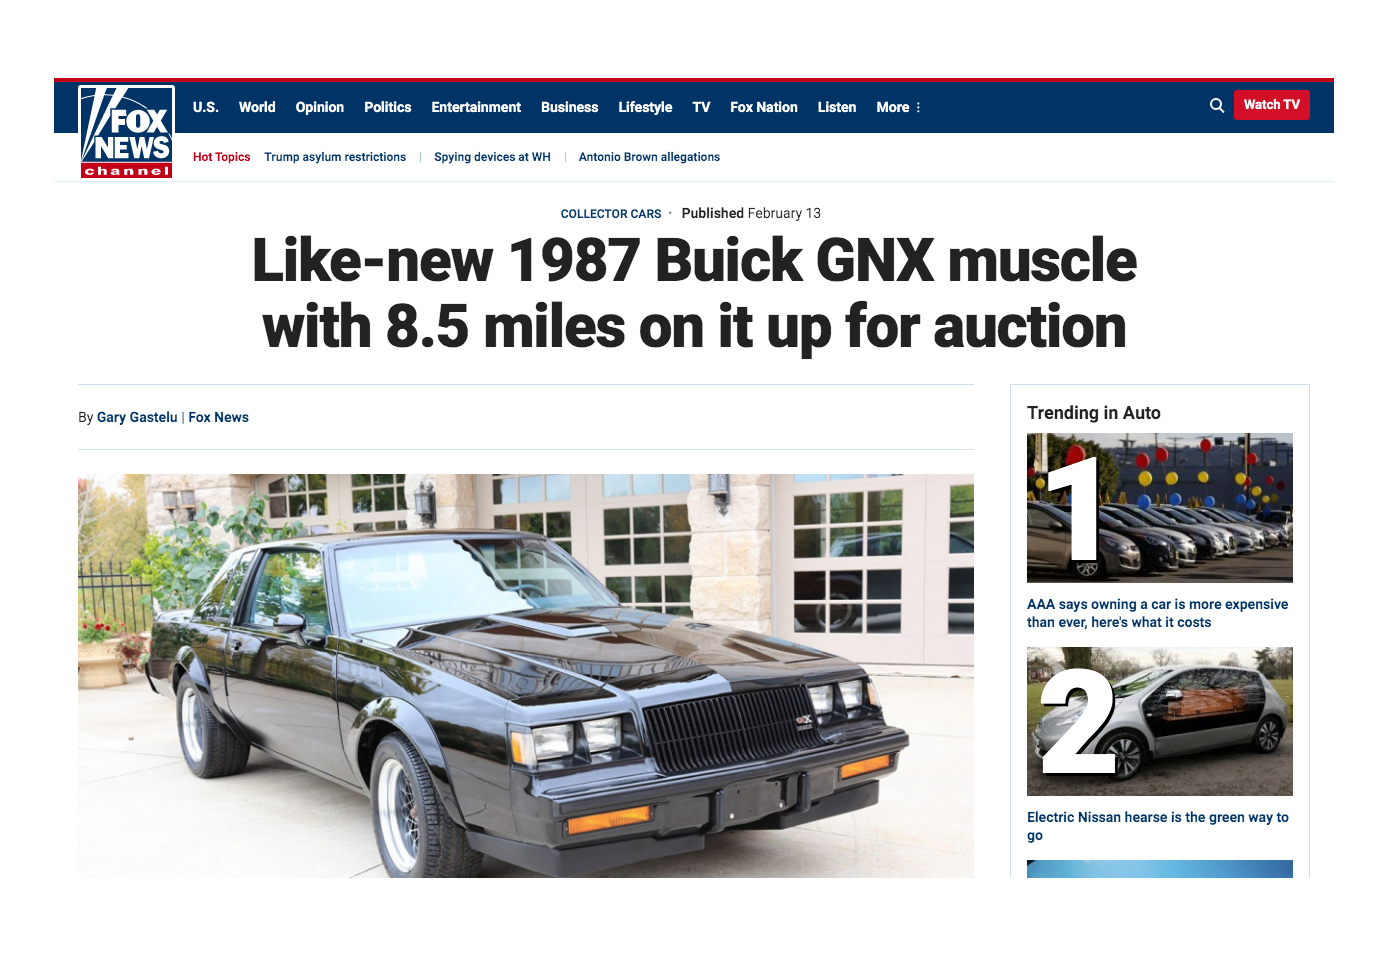 FOX
NEWS
channel
U.S. World Opinion Politics Entertainment Business Lifestyle TV Fox Nation Listen More
Watch TV
Hot Topics Trump asylum restrictions Spying devices at WH Antonio Brown allegations
COLLECTOR CARS Published February 13
Like-new 1987 Buick GNX muscle
with 8.5 miles on it up for auction
By Gary Gastelu | Fox News
Trending in Auto
1
AAA says owning a car is more expensive
than ever, here's what it costs
2
Electric Nissan hearse is the green way to
go